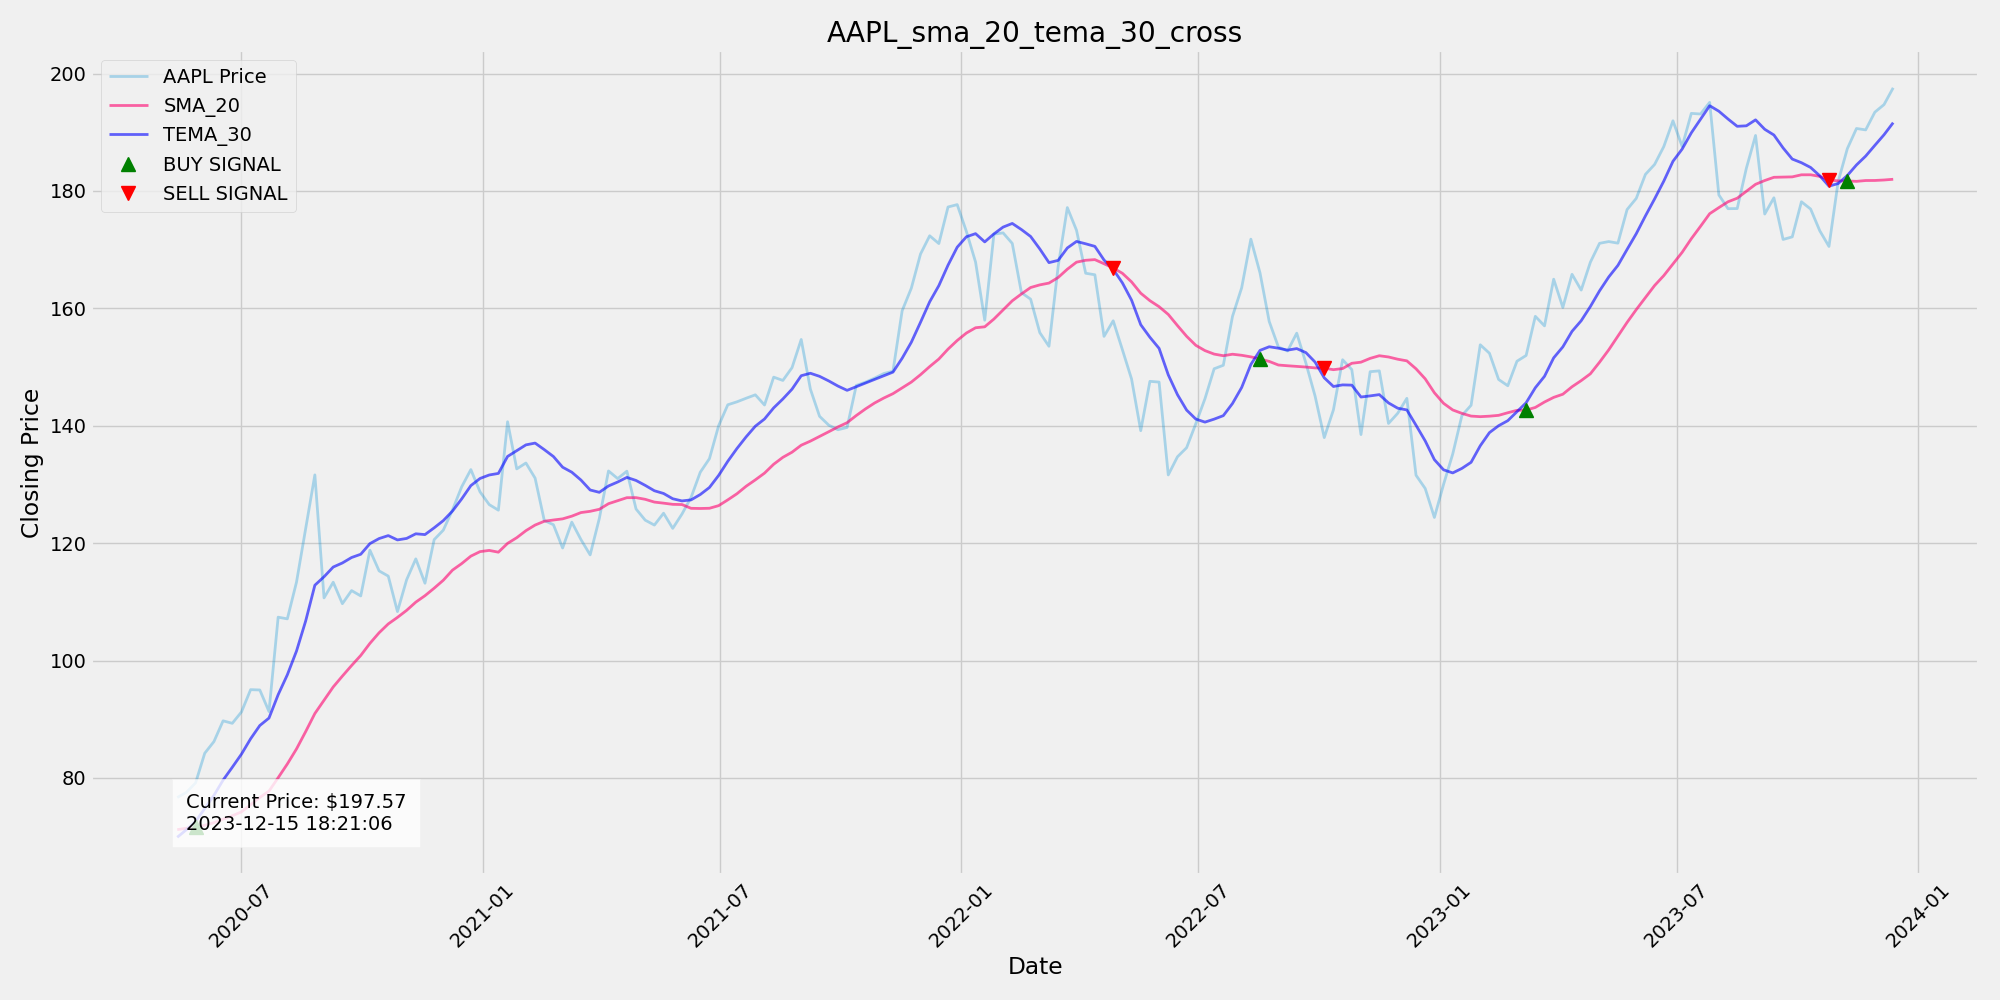 AAPL_sma_20_tema_30_cross
AAPL Price
SMA_20
TEMA_30
BUY SIGNAL
SELL SIGNAL
200
180
160
140
120
100
80
Closing Price
Current Price: $197.57
2023-12-15 18:21:06
2020-07
2021-01
2021-07
2022-01
2022-07
2023-01
2023-07
2024-01
Date